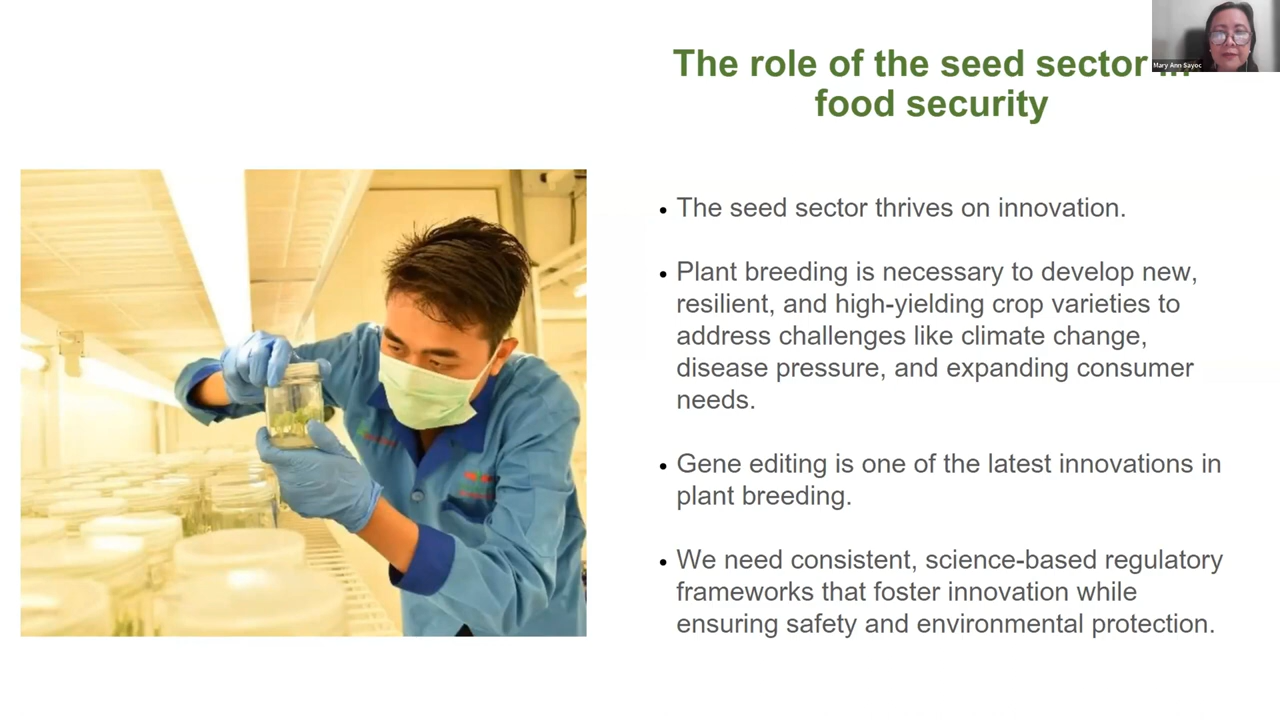 The role of the seed sector in
food security
Mary Ann Sayoc
• The seed sector thrives on innovation.
• Plant breeding is necessary to develop new,
resilient, and high-yielding crop varieties to
address challenges like climate change,
disease pressure, and expanding consumer
needs.
• Gene editing is one of the latest innovations in
plant breeding.
• We need consistent, science-based regulatory
frameworks that foster innovation while
ensuring safety and environmental protection.